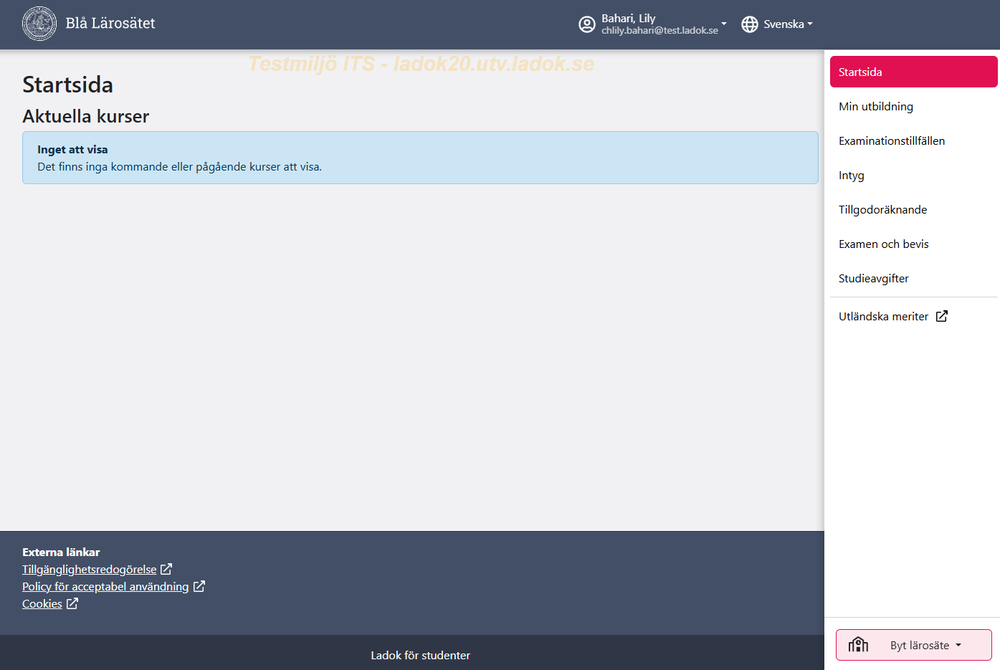 Blå Lärosätet
Bahari, Lily
chlily.bahari@test.ladok.se
Svenska
Testmiljö ITS - ladok20.utv.ladok.se
Startsida
Aktuella kurser
Inget att visa
Det finns inga kommande eller pågående kurser att visa.
Startsida
Min utbildning
Examinationstillfällen
Intyg
Tillgodoräknande
Examen och bevis
Studieavgifter
Utländska meriter
Externa länkar
Tillgänglighetsredogörelse
Policy för acceptabel användning
Cookies
Byt lärosäte
Ladok för studenter